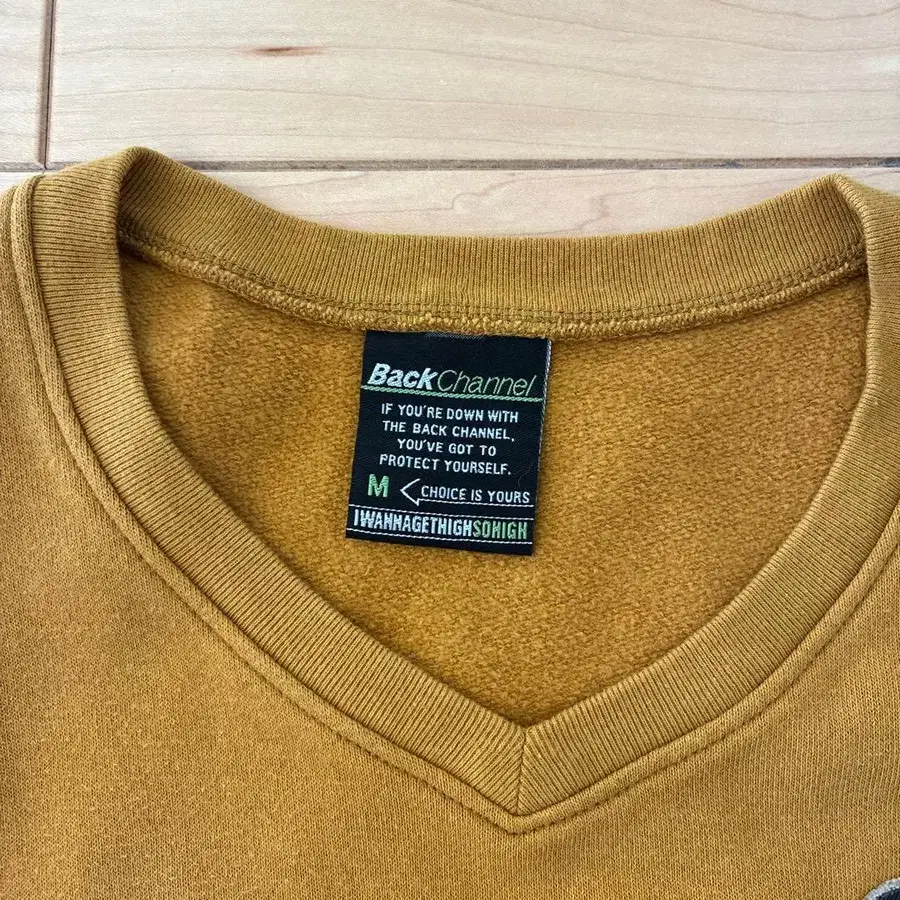 BackChannel
IF YOU'RE DOWN WITH
THE BACK CHANNEL,
YOU'VE GOT TO
PROTECT YOURSELF.
M CHOICE IS YOURS
IWANNAGETHIGHSOHIGH